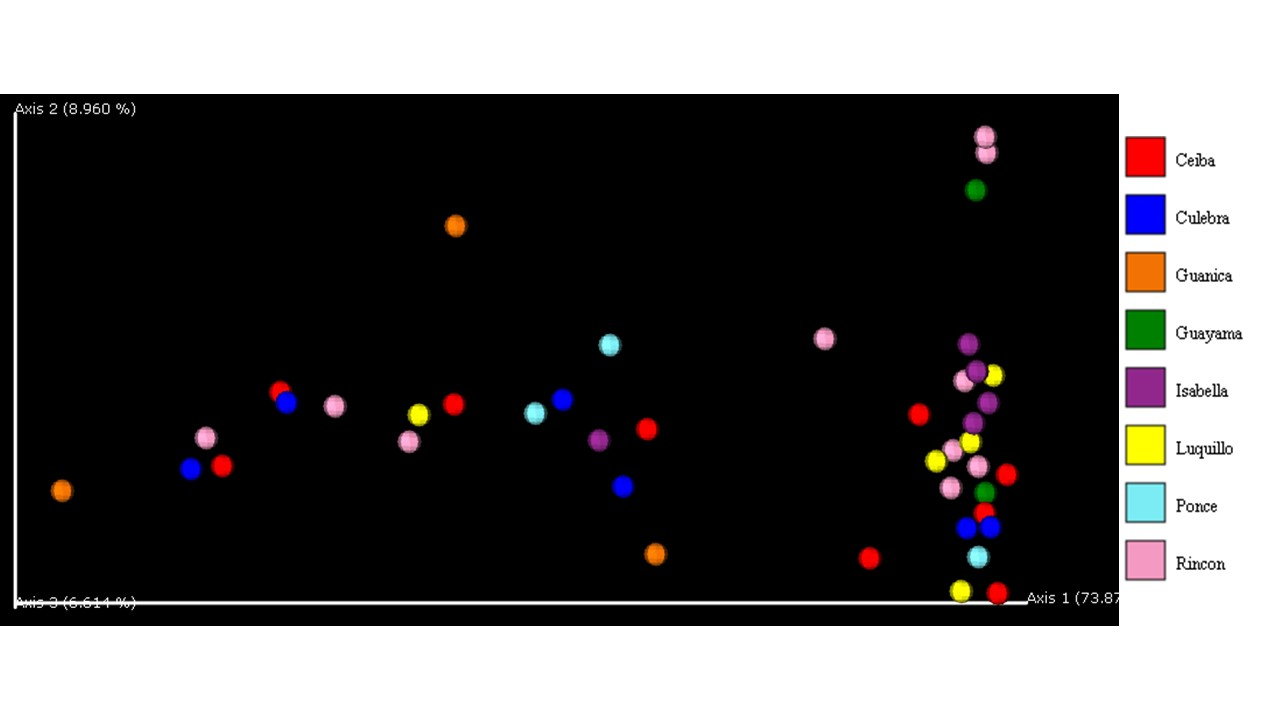 Axis 2 (8.960 %)
Ceiba
Culebra
Guanica
Guayama
Isabella
Luquillo
Ponce
Rincon
Axis 3 (6.614 %)
Axis 1 (73.87